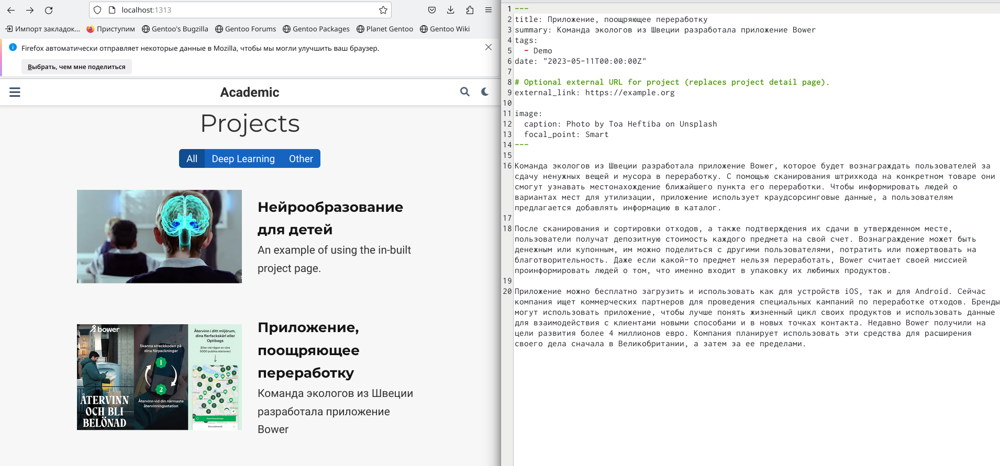 localhost:1313
Импорт закладок...
Приступим
Gentoo's Bugzilla
Gentoo Forums
Gentoo Packages
Planet Gentoo
Gentoo Wiki
Firefox автоматически отправляет некоторые данные в Mozilla, чтобы мы могли улучшить ваш браузер.
Выбрать, чем мне поделиться
Academic
Projects
All
Deep Learning
Other
Нейрообразование
для детей
An example of using the in-built
project page.
bower
Skanna streckkoden på
dina förpackningar
1
2
Återvinn vid din närmaste
återvinningsstation
ÅTERVINN
OCH BLI
BELÖNAD
Återvinn i ditt miljörum,
dina flerfackskärl eller
Optibags
(Eller vid någon av våra
5000 publika stationer)
Приложение,
поощряющее
переработку
Команда экологов из Швеции
разработала приложение
Bower
1 ---
2 title: Приложение, поощряющее переработку
3 summary: Команда экологов из Швеции разработала приложение Bower
4 tags:
5 - Demo
6 date: "2023-05-11T00:00:00Z"
7
8 # Optional external URL for project (replaces project detail page).
9 external_link: https://example.org
10
11 image:
12 caption: Photo by Toa Heftiba on Unsplash
13 focal_point: Smart
14 ---
15
16 Команда экологов из Швеции разработала приложение Bower, которое будет вознаграждать пользователей за
сдачу ненужных вещей и мусора в переработку. С помощью сканирования штрихкода на конкретном товаре они
смогут узнавать местонахождение ближайшего пункта его переработки. Чтобы информировать людей о
вариантах мест для утилизации, приложение использует краудсорсинговые данные, а пользователям
предлагается добавлять информацию в каталог.
17
18 После сканирования и сортировки отходов, а также подтверждения их сдачи в утвержденном месте,
пользователи получат депозитную стоимость каждого предмета на свой счет. Вознаграждение может быть
денежным или купонным, им можно поделиться с другими пользователями, потратить или пожертвовать на
благотворительность. Даже если какой-то предмет нельзя переработать, Bower считает своей миссией
проинформировать людей о том, что именно входит в упаковку их любимых продуктов.
19
20 Приложение можно бесплатно загрузить и использовать как для устройств iOS, так и для Android. Сейчас
компания ищет коммерческих партнеров для проведения специальных кампаний по переработке отходов. Бренды
могут использовать приложение, чтобы лучше понять жизненный цикл своих продуктов и использовать данные
для взаимодействия с клиентами новыми способами и в новых точках контакта. Недавно Bower получили на
цели развития более 4 миллионов евро. Компания планирует использовать эти средства для расширения
своего дела сначала в Великобритании, а затем за ее пределами.